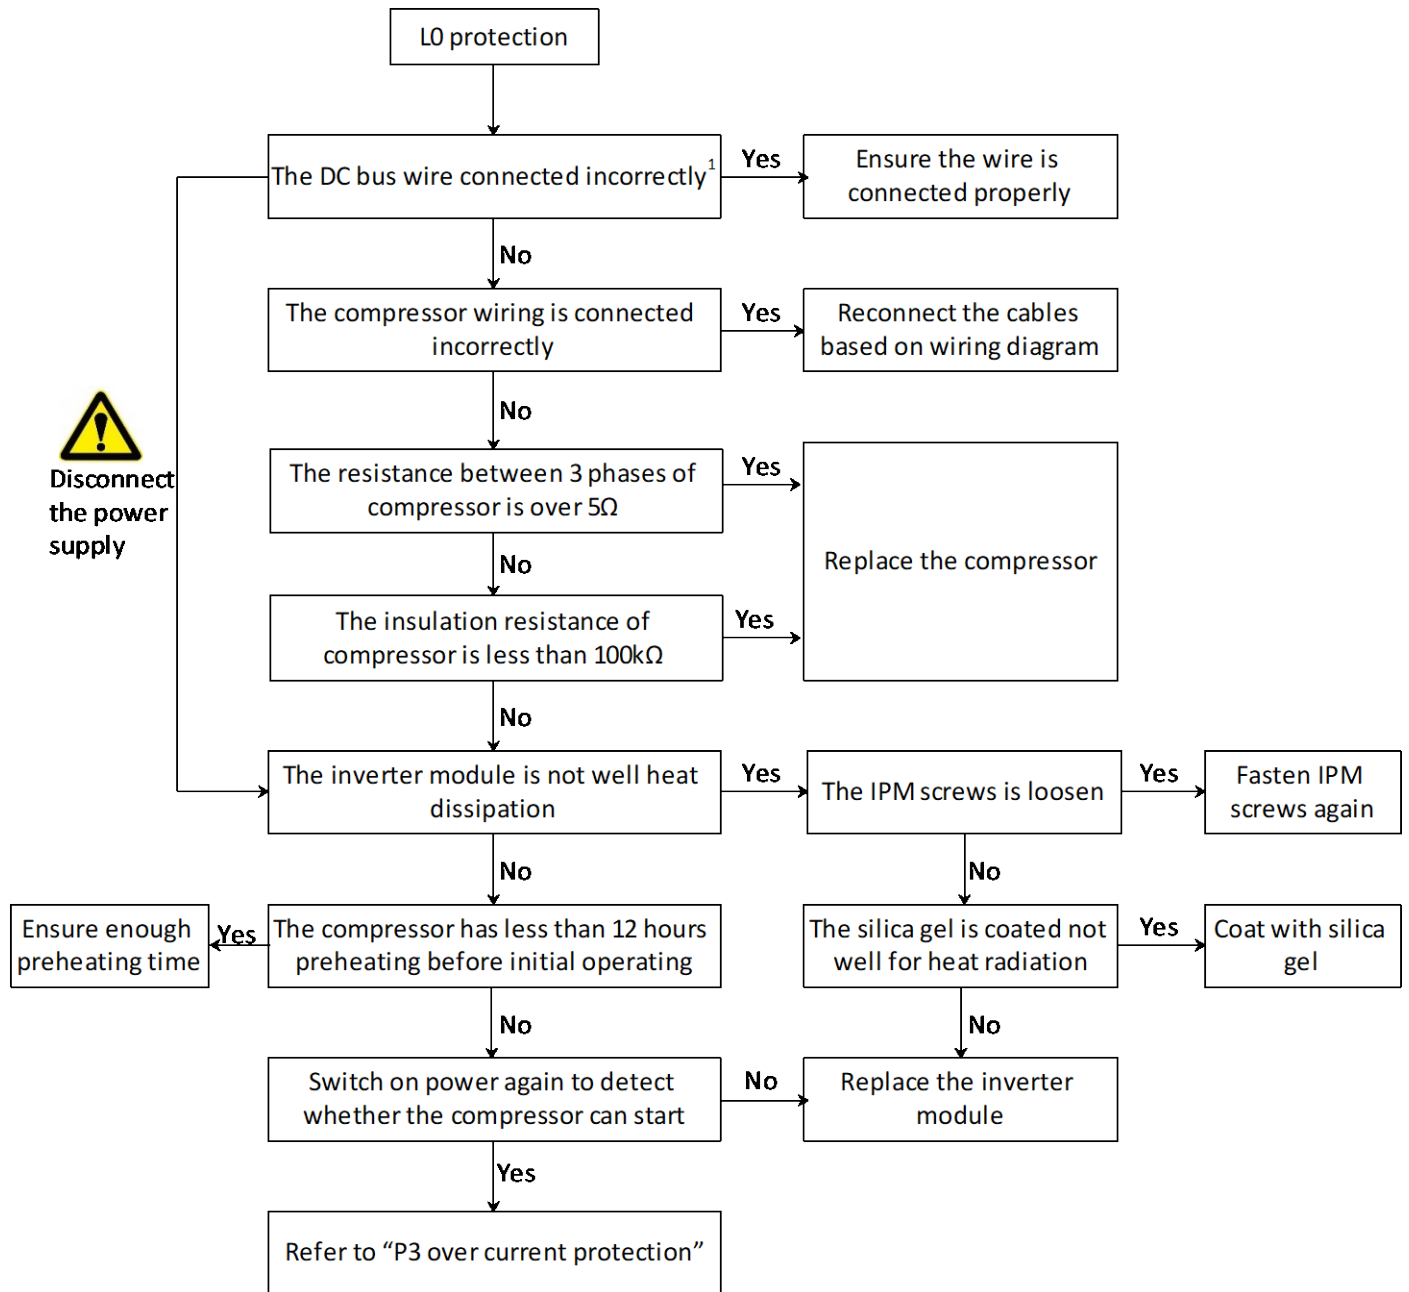 L0 protection
The DC bus wire connected incorrectly1
Yes
Ensure the wire is
connected properly
No
The compressor wiring is connected
incorrectly
Yes
Reconnect the cables
based on wiring diagram
No
Disconnect
the power
supply
The resistance between 3 phases of
compressor is over 5Ω
Yes
Replace the compressor
No
The insulation resistance of
compressor is less than 100kΩ
Yes
No
The inverter module is not well heat
dissipation
Yes
The IPM screws is loosen
Yes
Fasten IPM
screws again
No
No
Ensure enough
preheating time
Yes
The compressor has less than 12 hours
preheating before initial operating
The silica gel is coated not
well for heat radiation
Yes
Coat with silica
gel
No
No
Switch on power again to detect
whether the compressor can start
No
Replace the inverter
module
Yes
Refer to “P3 over current protection”